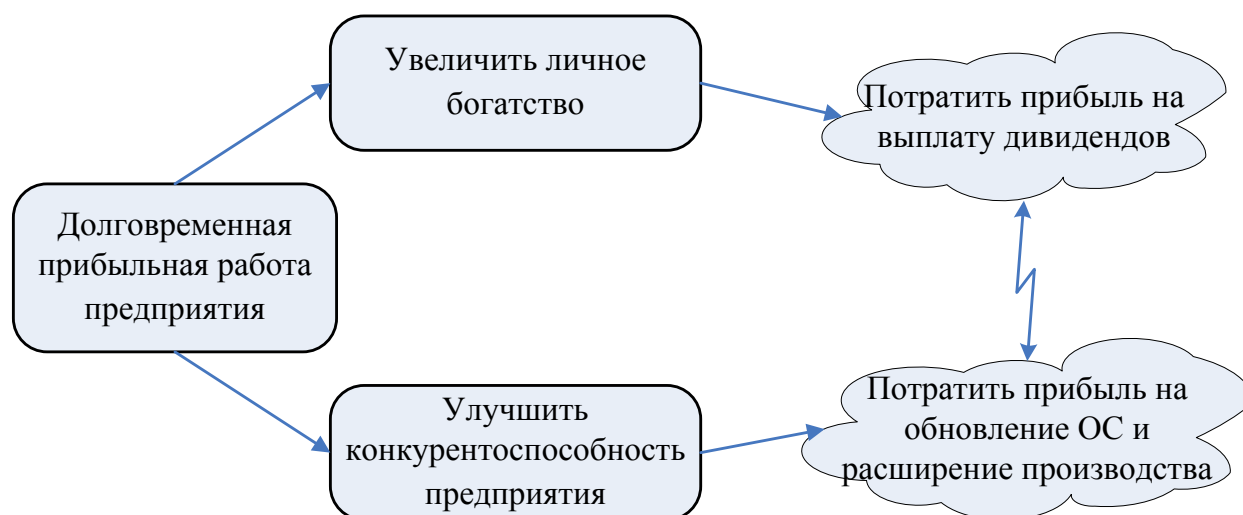 Увеличить личное
богатство
Потратить прибыль на
выплату дивидендов
Долговременная
прибыльная работа
предприятия
Улучшить
конкурентоспособность
предприятия
Потратить прибыль на
обновление ОС и
расширение производства